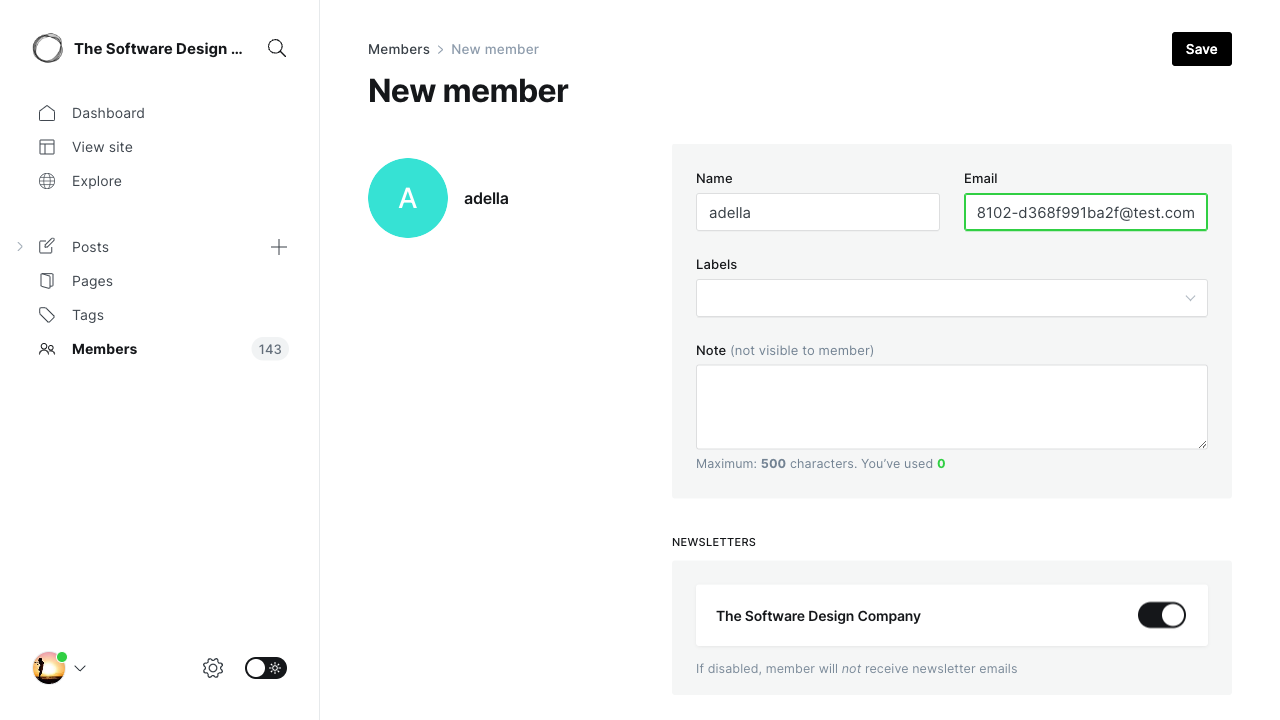 The Software Design ...
Dashboard
View site
Explore
Posts
Pages
Tags
Members 143
Members > New member
Save
New member
A
adella
Name
adella
Email
8102-d368f991ba2f@test.com
Labels
Note (not visible to member)
Maximum: 500 characters. You've used 0
NEWSLETTERS
The Software Design Company
If disabled, member will not receive newsletter emails